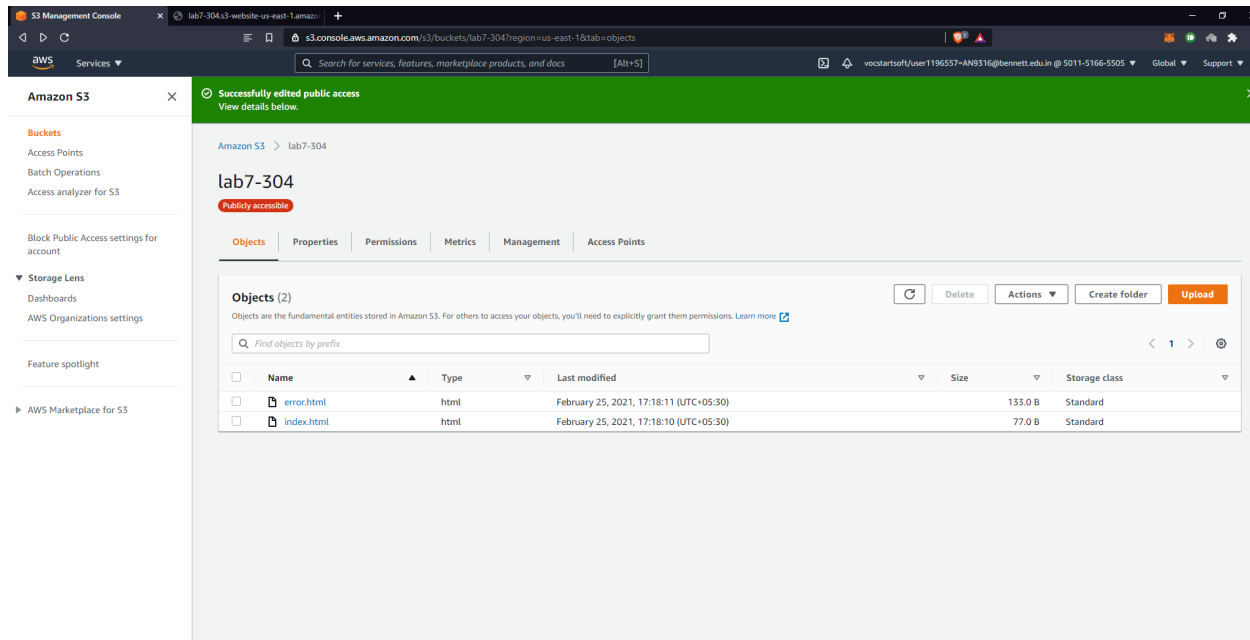 S3 Management Console
lab7-304.s3-website-us-east-1.amazo
s3.console.aws.amazon.com/s3/buckets/lab7-304?region=us-east-1&tab=objects
aws Services ▼ Search for services, features, marketplace products, and docs [Alt+S] vocstartsoft/user1196557=AN9316@bennett.edu.in @ 5011-5166-5505 ▼ Global ▼ Support ▼
Amazon S3
Buckets
Access Points
Batch Operations
Access analyzer for S3
Block Public Access settings for
account
Storage Lens
Dashboards
AWS Organizations settings
Feature spotlight
AWS Marketplace for S3
Successfully edited public access
View details below.
Amazon S3 > lab7-304
lab7-304
Publicly accessible
Objects Properties Permissions Metrics Management Access Points
Objects (2) Delete Actions ▼ Create folder Upload
Objects are the fundamental entities stored in Amazon S3. For others to access your objects, you'll need to explicitly grant them permissions. Learn more
Find objects by prefix < 1 >
Name Type Last modified Size Storage class
error.html html February 25, 2021, 17:18:11 (UTC+05:30) 133.0 B Standard
index.html html February 25, 2021, 17:18:10 (UTC+05:30) 77.0 B Standard